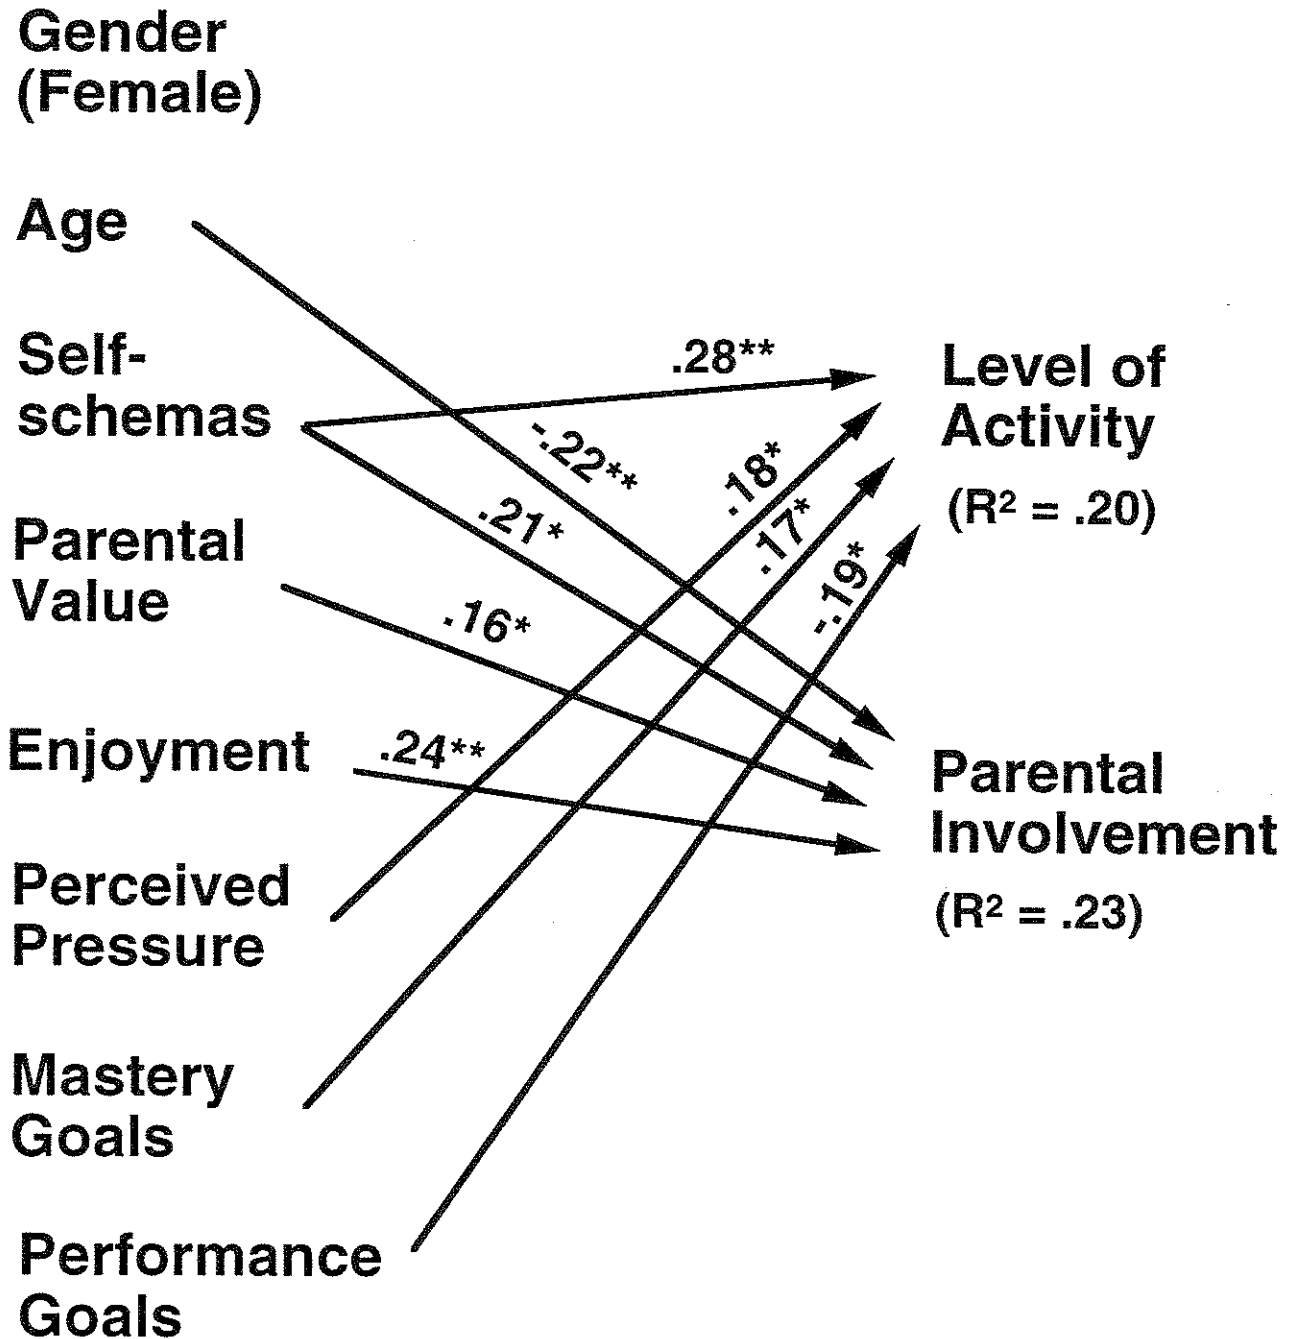 Gender
(Female)
Age
Self-
schemas
Parental
Value
Enjoyment
Perceived
Pressure
Mastery
Goals
Performance
Goals
.28**
-.22**
.21*
.16*
.24**
.18*
.17*
-.19*
Level of
Activity
(R² = .20)
Parental
Involvement
(R² = .23)